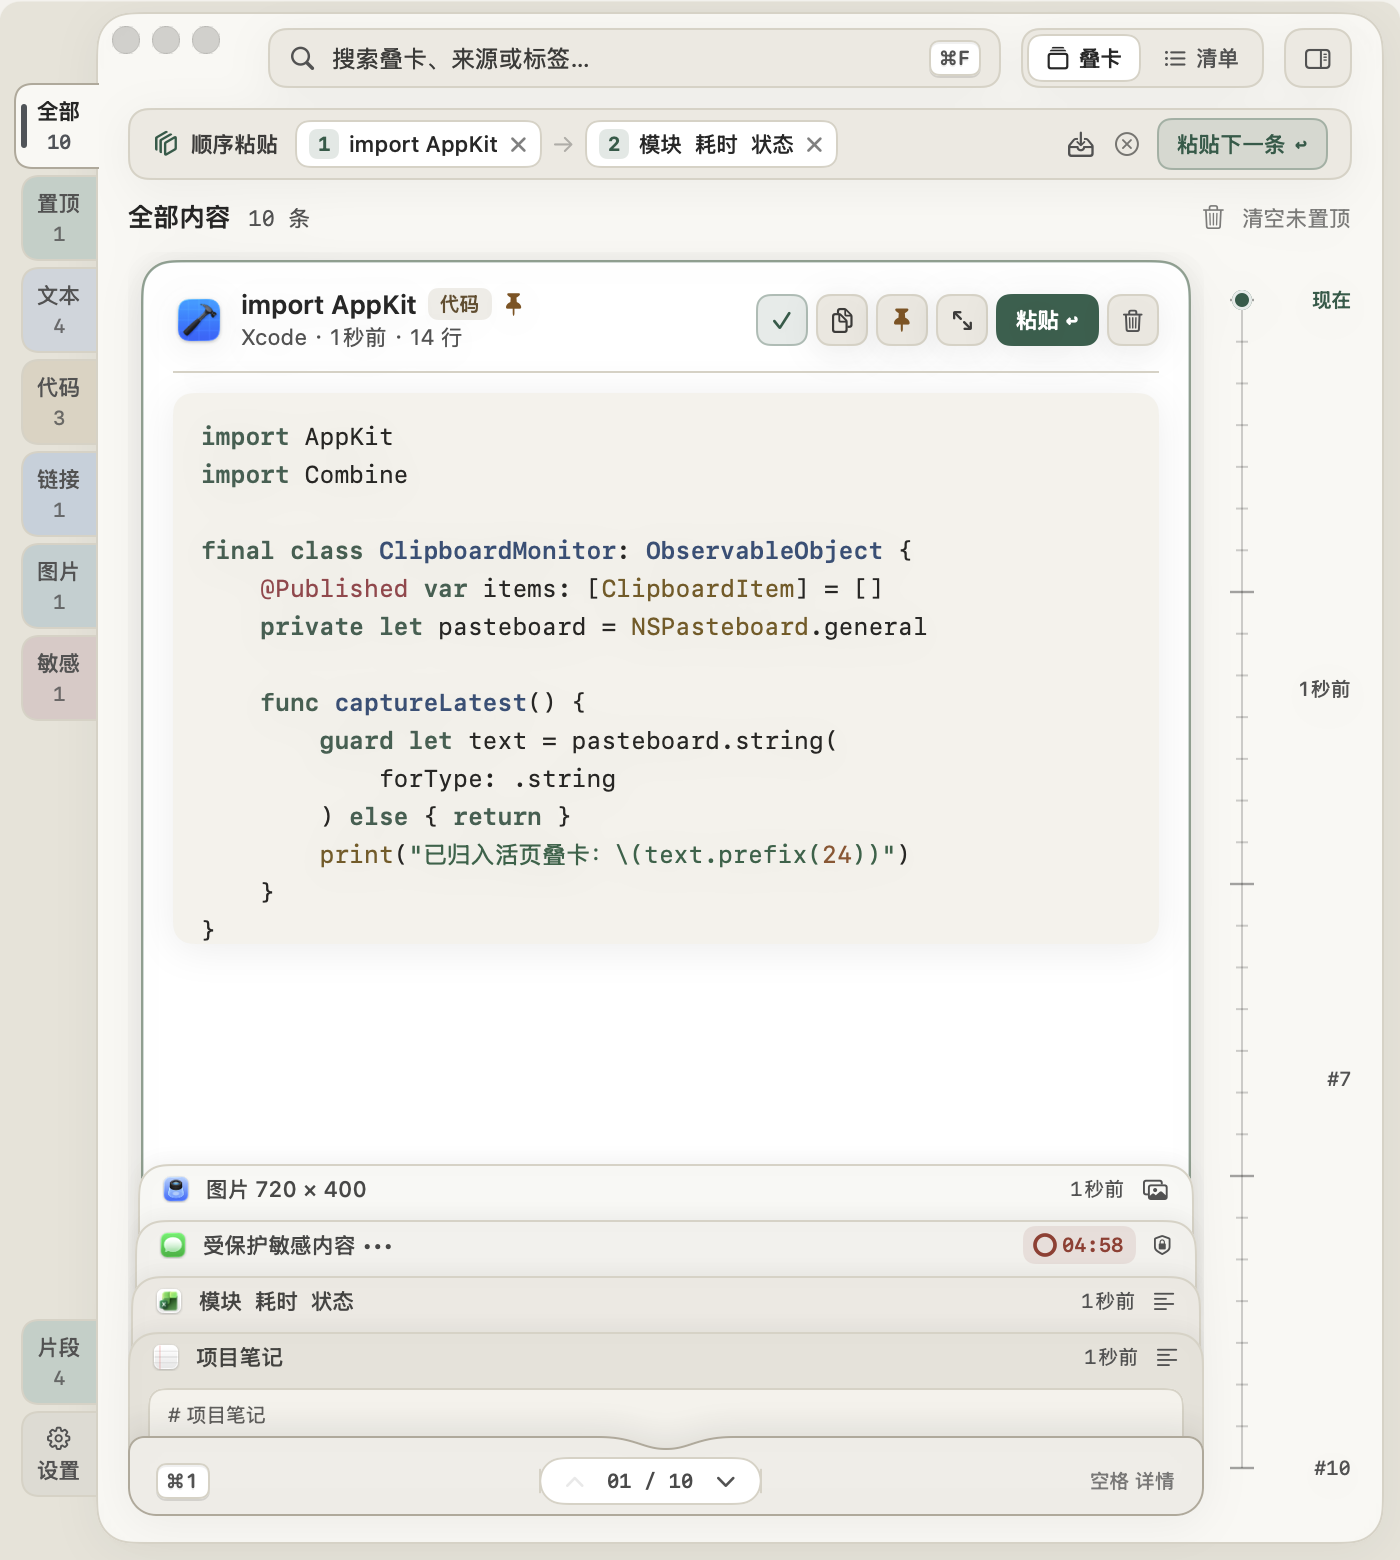 搜索叠卡、来源或标签...
⌘F
叠卡
清单
全部
10
置顶
1
文本
4
代码
3
链接
1
图片
1
敏感
1
片段
4
设置
顺序粘贴
1 import AppKit
2 模块 耗时 状态
粘贴下一条 ↩
全部内容 10 条
清空未置顶
import AppKit 代码
Xcode · 1秒前 · 14 行
粘贴 ↩
import AppKit
import Combine
final class ClipboardMonitor: ObservableObject {
    @Published var items: [ClipboardItem] = []
    private let pasteboard = NSPasteboard.general
    func captureLatest() {
        guard let text = pasteboard.string(
            forType: .string
        ) else { return }
        print("已归入活页叠卡：\(text.prefix(24))")
    }
}
现在
1秒前
#7
#10
图片 720 × 400 1秒前
受保护敏感内容 ••• 04:58
模块 耗时 状态 1秒前
项目笔记 1秒前
# 项目笔记
⌘1
01 / 10
空格 详情